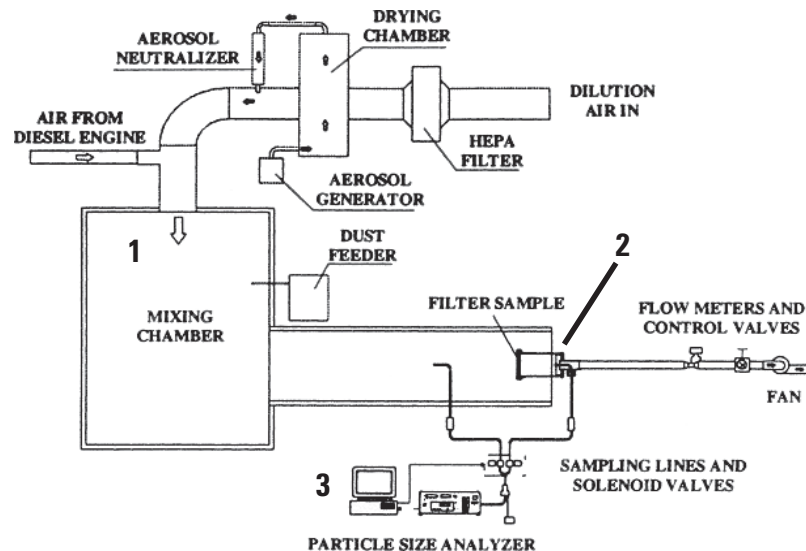 DRYING
CHAMBER
AEROSOL
NEUTRALIZER
DILUTION
AIR IN
AIR FROM
DIESEL ENGINE
HEPA
FILTER
AEROSOL
GENERATOR
1
DUST
FEEDER
2
MIXING
CHAMBER
FILTER SAMPLE
FLOW METERS AND
CONTROL VALVES
FAN
3
SAMPLING LINES AND
SOLENOID VALVES
PARTICLE SIZE ANALYZER